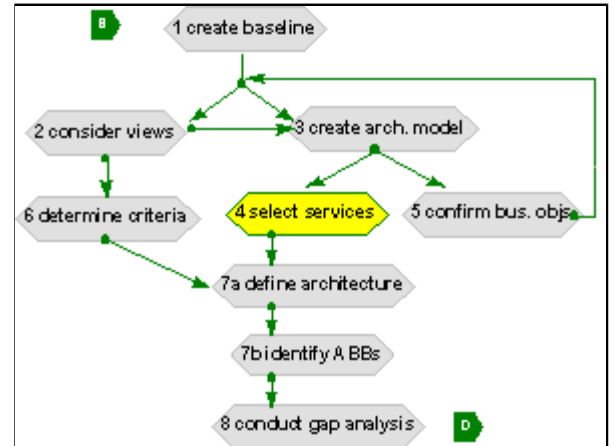 B
1 create baseline
2 consider views
3 create arch. model
6 determine criteria
4 select services
5 confirm bus. objs
7a define architecture
7b identify ABBs
8 conduct gap analysis
D